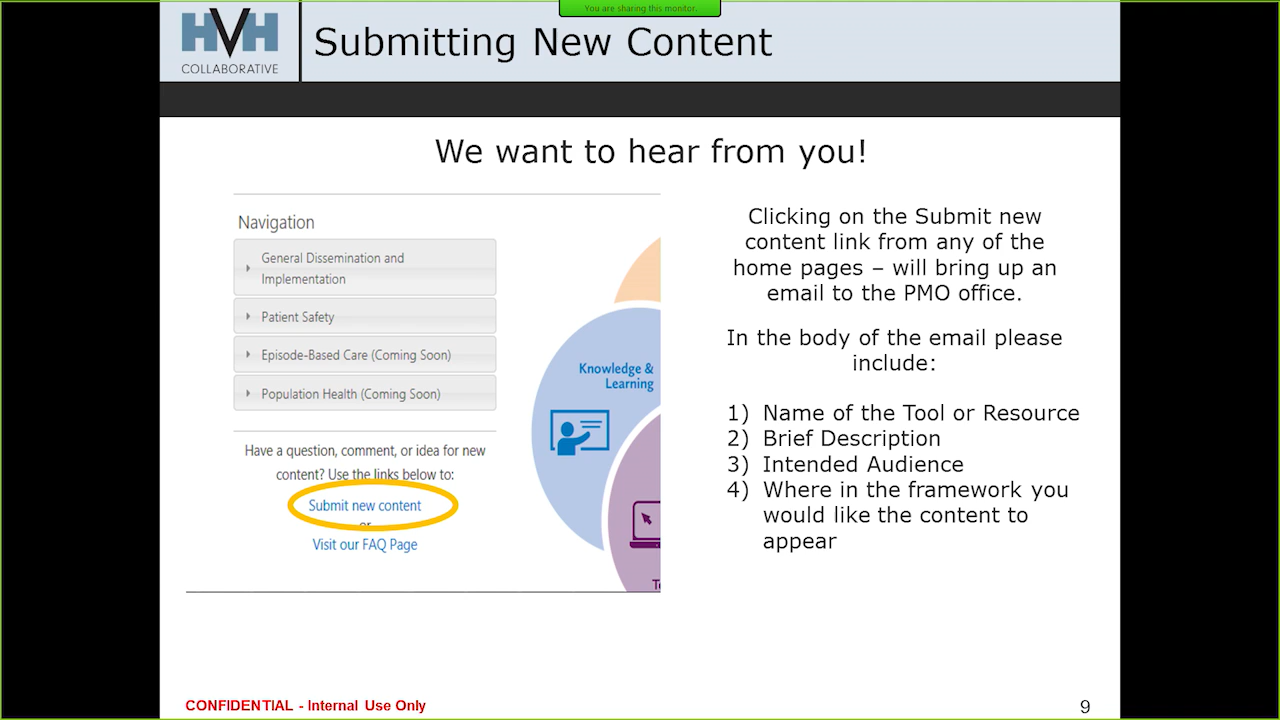 You are sharing this monitor.
HVH
COLLABORATIVE
Submitting New Content
We want to hear from you!
Navigation
General Dissemination and
Implementation
Patient Safety
Episode-Based Care (Coming Soon)
Population Health (Coming Soon)
Have a question, comment, or idea for new
content? Use the links below to:
Submit new content
or
Visit our FAQ Page
Knowledge &
Learning
Clicking on the Submit new
content link from any of the
home pages – will bring up an
email to the PMO office.
In the body of the email please
include:
1) Name of the Tool or Resource
2) Brief Description
3) Intended Audience
4) Where in the framework you
would like the content to
appear
CONFIDENTIAL - Internal Use Only
9